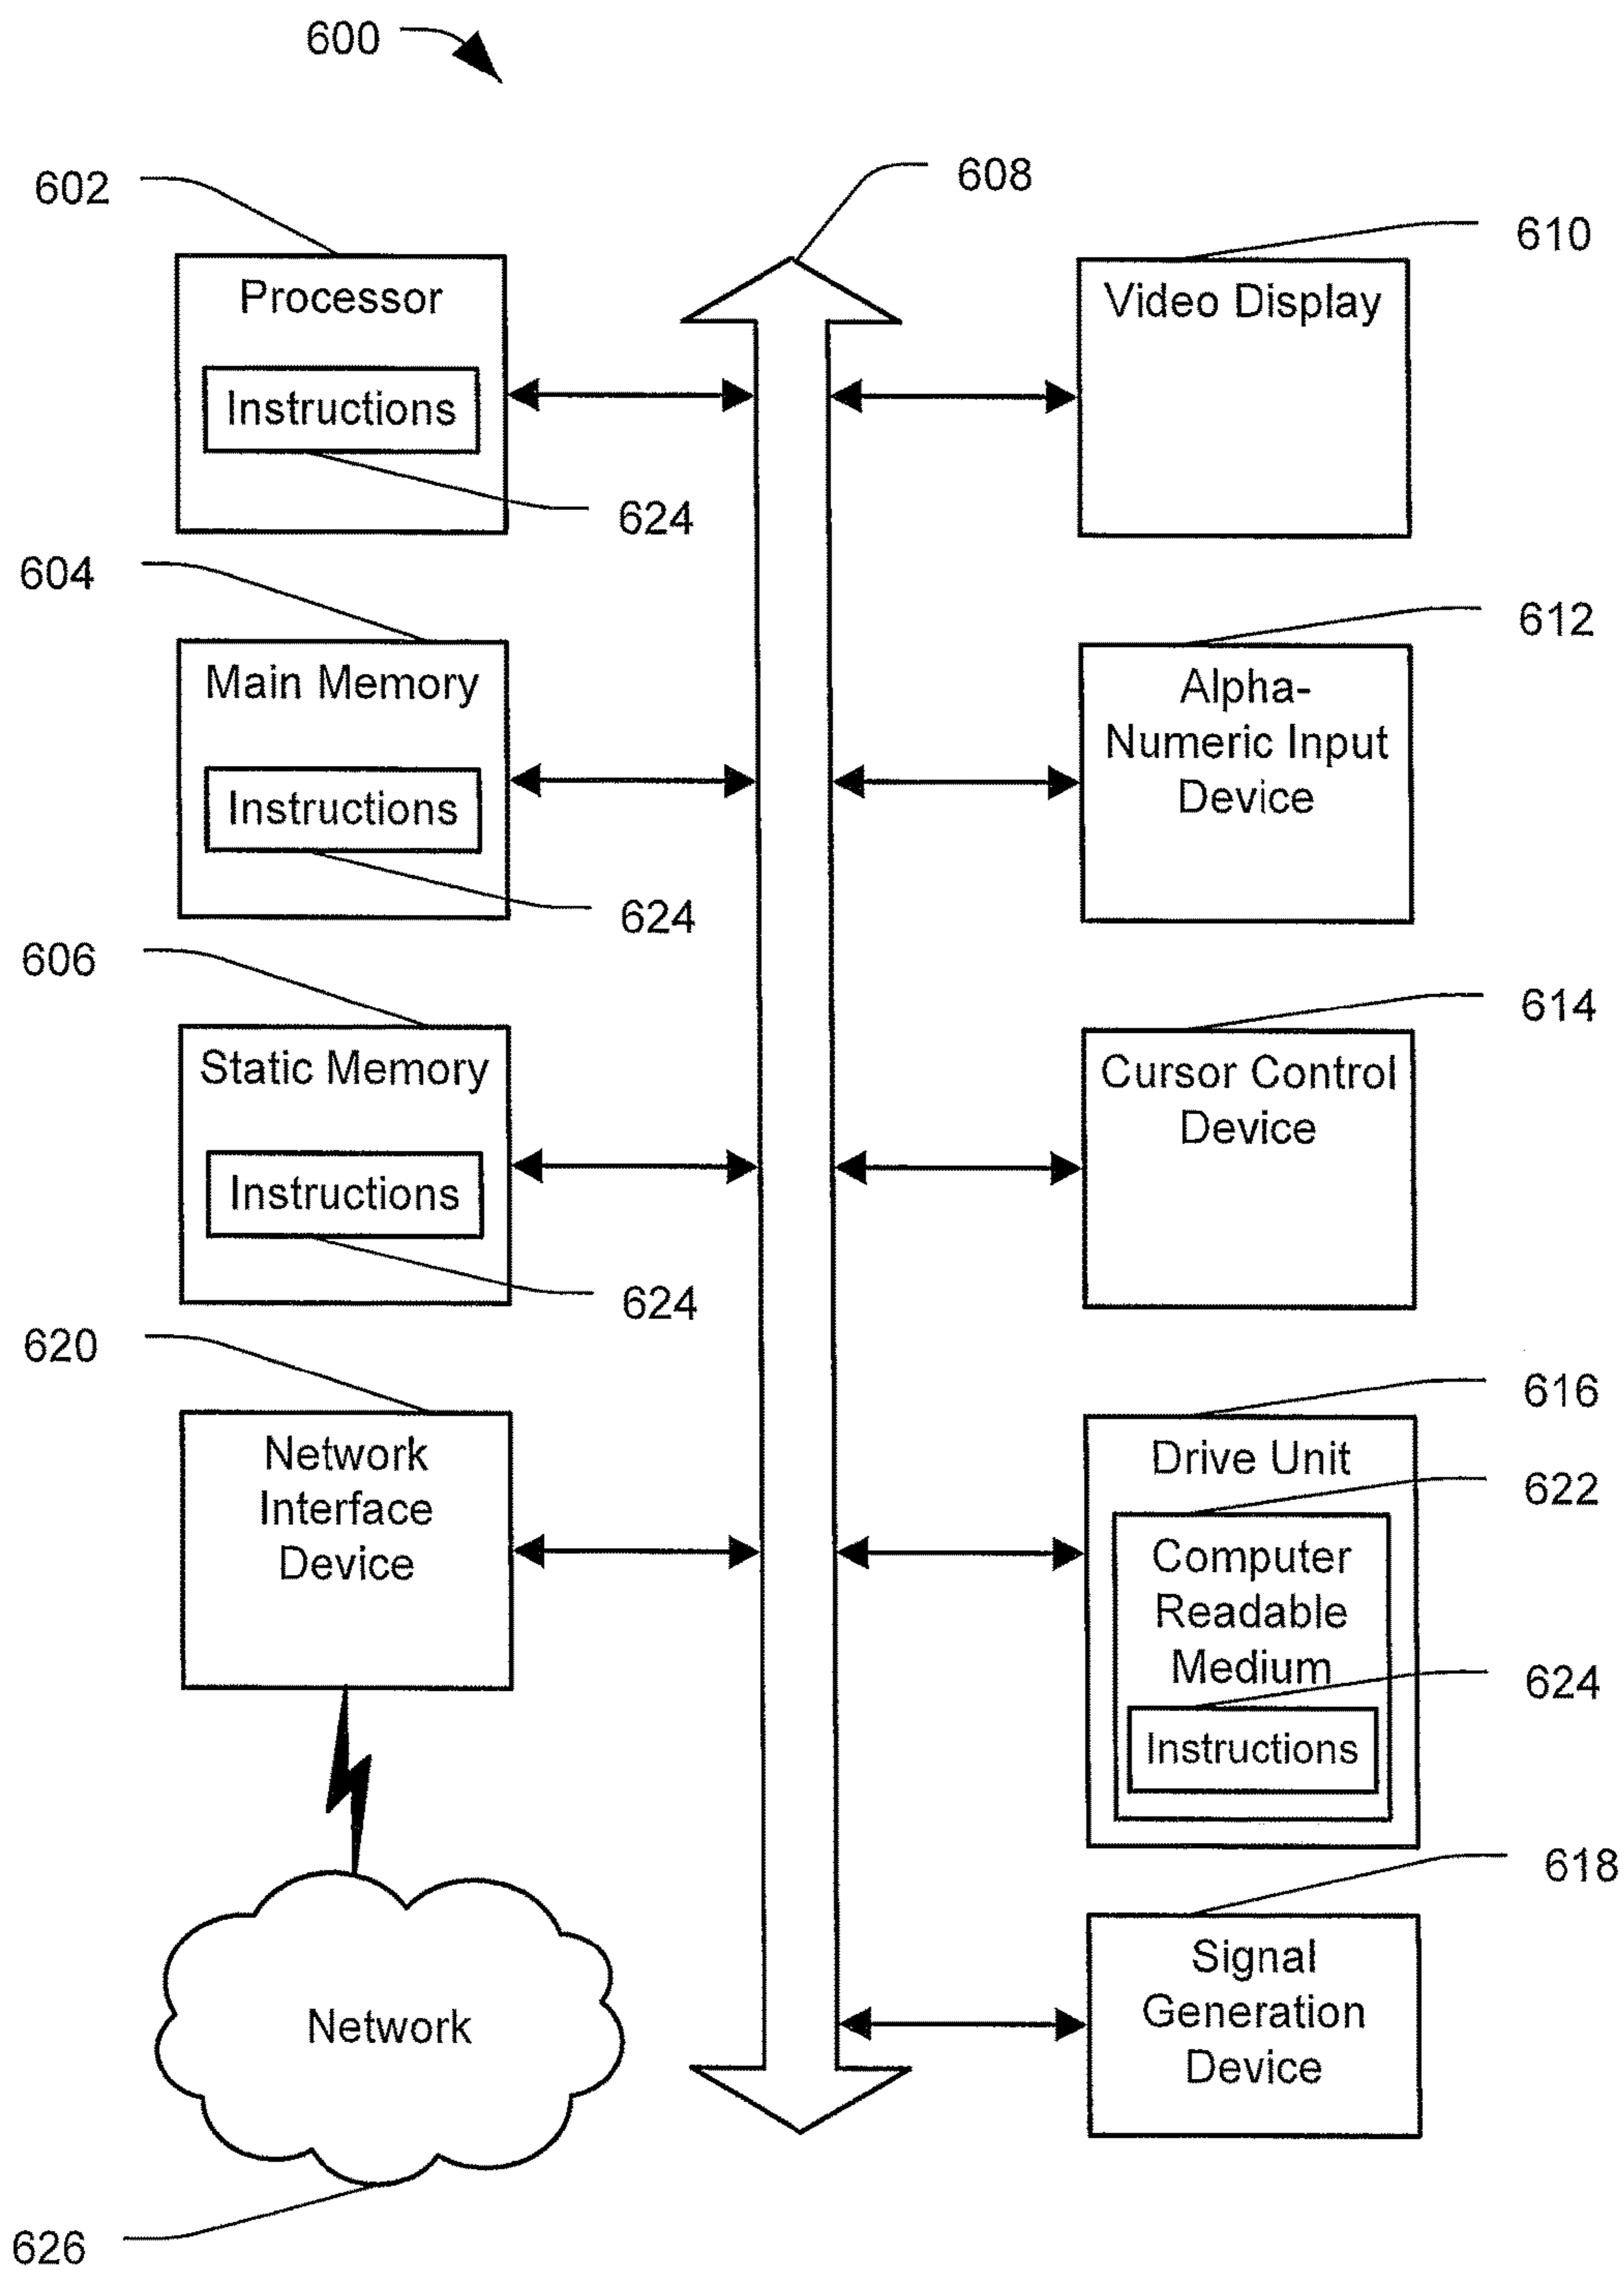 600
602
608
610
Processor
Instructions
624
Video Display
604
Main Memory
Instructions
624
612
Alpha-
Numeric Input
Device
606
Static Memory
Instructions
624
614
Cursor Control
Device
620
Network
Interface
Device
616
Drive Unit
622
Computer
Readable
Medium
624
Instructions
618
Signal
Generation
Device
Network
626